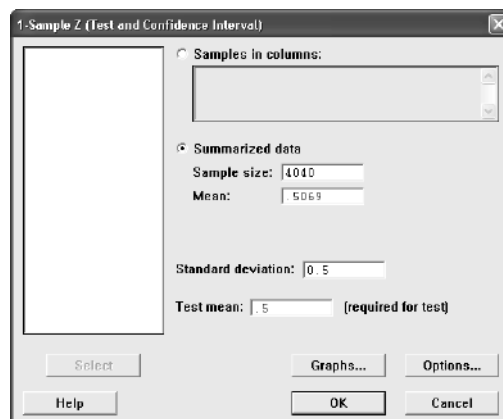 1-Sample Z (Test and Confidence Interval)
Samples in columns:
Summarized data
Sample size: 4040
Mean: .5069
Standard deviation: 0.5
Test mean: .5 (required for test)
Select
Graphs... Options...
Help OK Cancel